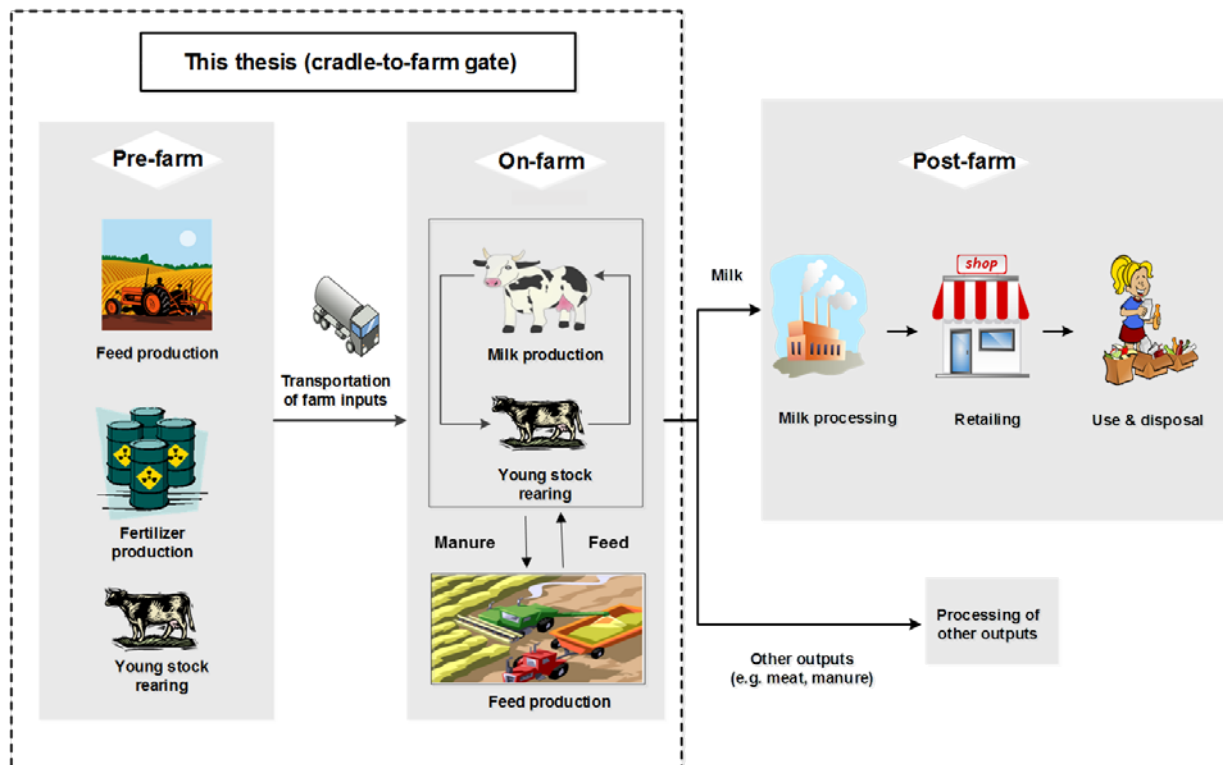 This thesis (cradle-to-farm gate)
Pre-farm
Feed production
Fertilizer
production
Young stock
rearing
Transportation
of farm inputs
On-farm
Milk production
Young stock
rearing
Manure
Feed
Feed production
Post-farm
Milk
shop
Milk processing
Retailing
Use & disposal
Other outputs
(e.g. meat, manure)
Processing of
other outputs